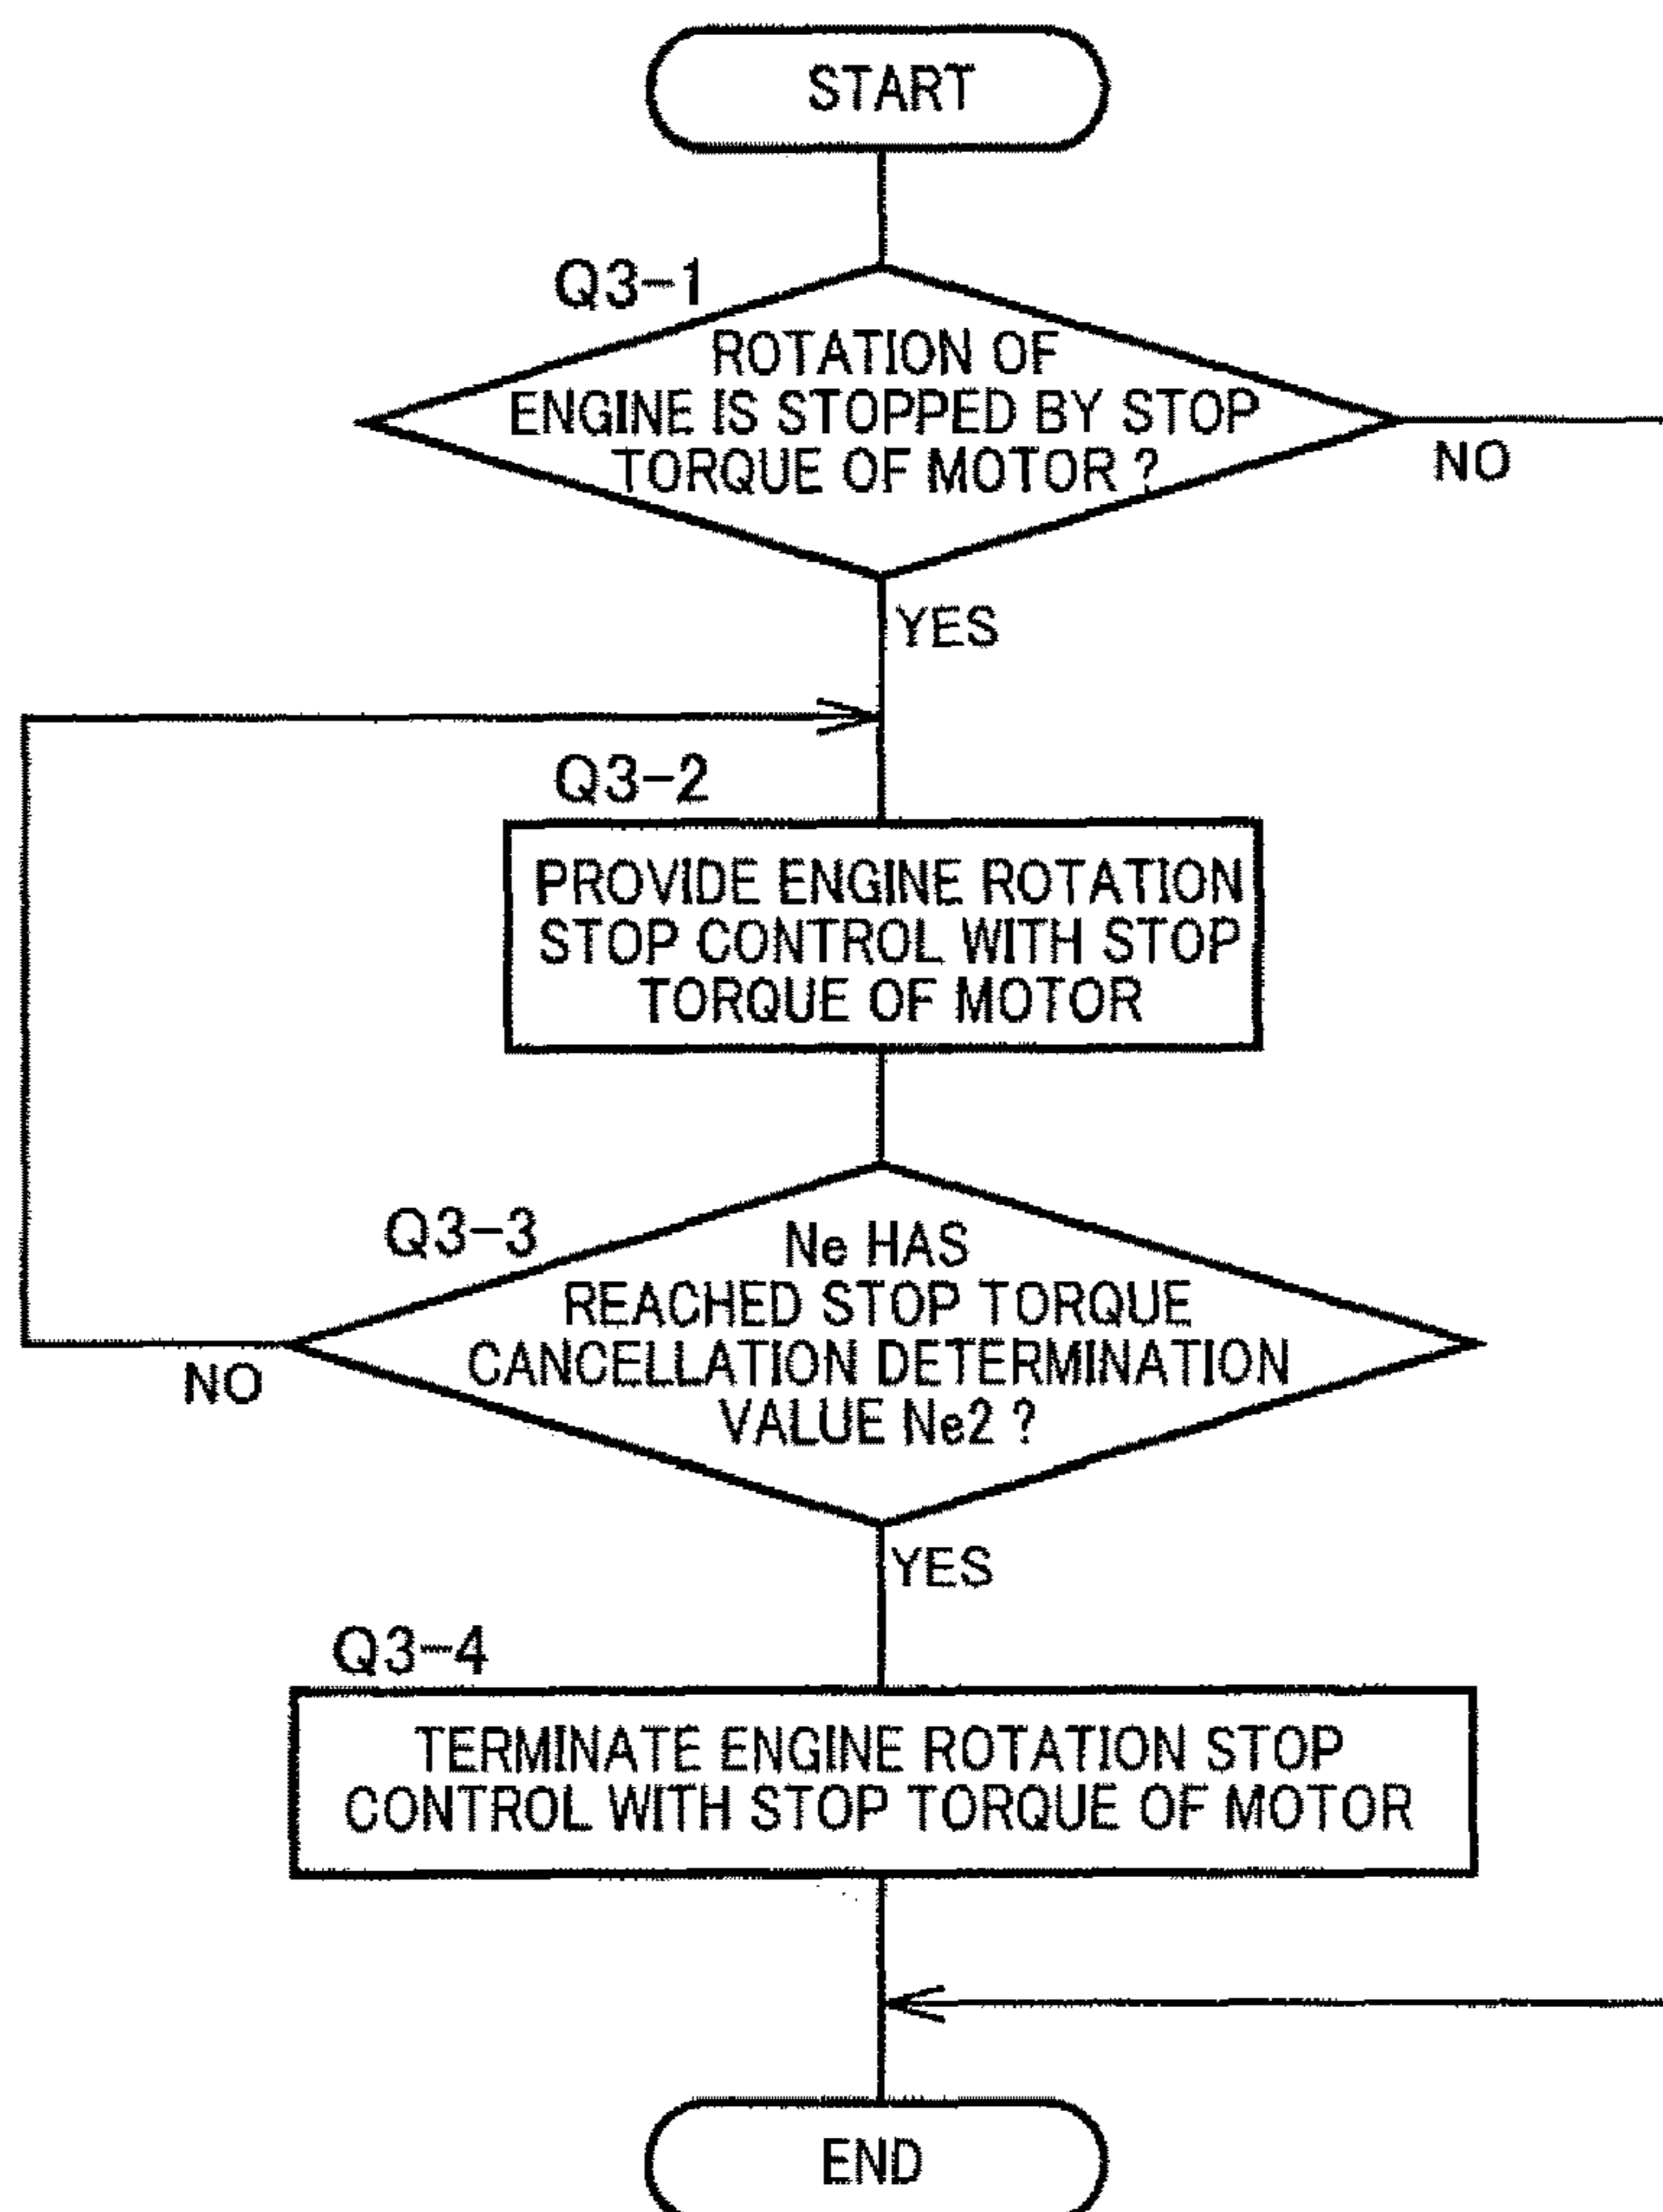 START
Q3-1
ROTATION OF
ENGINE IS STOPPED BY STOP
TORQUE OF MOTOR ?
NO
YES
Q3-2
PROVIDE ENGINE ROTATION
STOP CONTROL WITH STOP
TORQUE OF MOTOR
Q3-3
Ne HAS
REACHED STOP TORQUE
CANCELLATION DETERMINATION
VALUE Ne2 ?
NO
YES
Q3-4
TERMINATE ENGINE ROTATION STOP
CONTROL WITH STOP TORQUE OF MOTOR
END